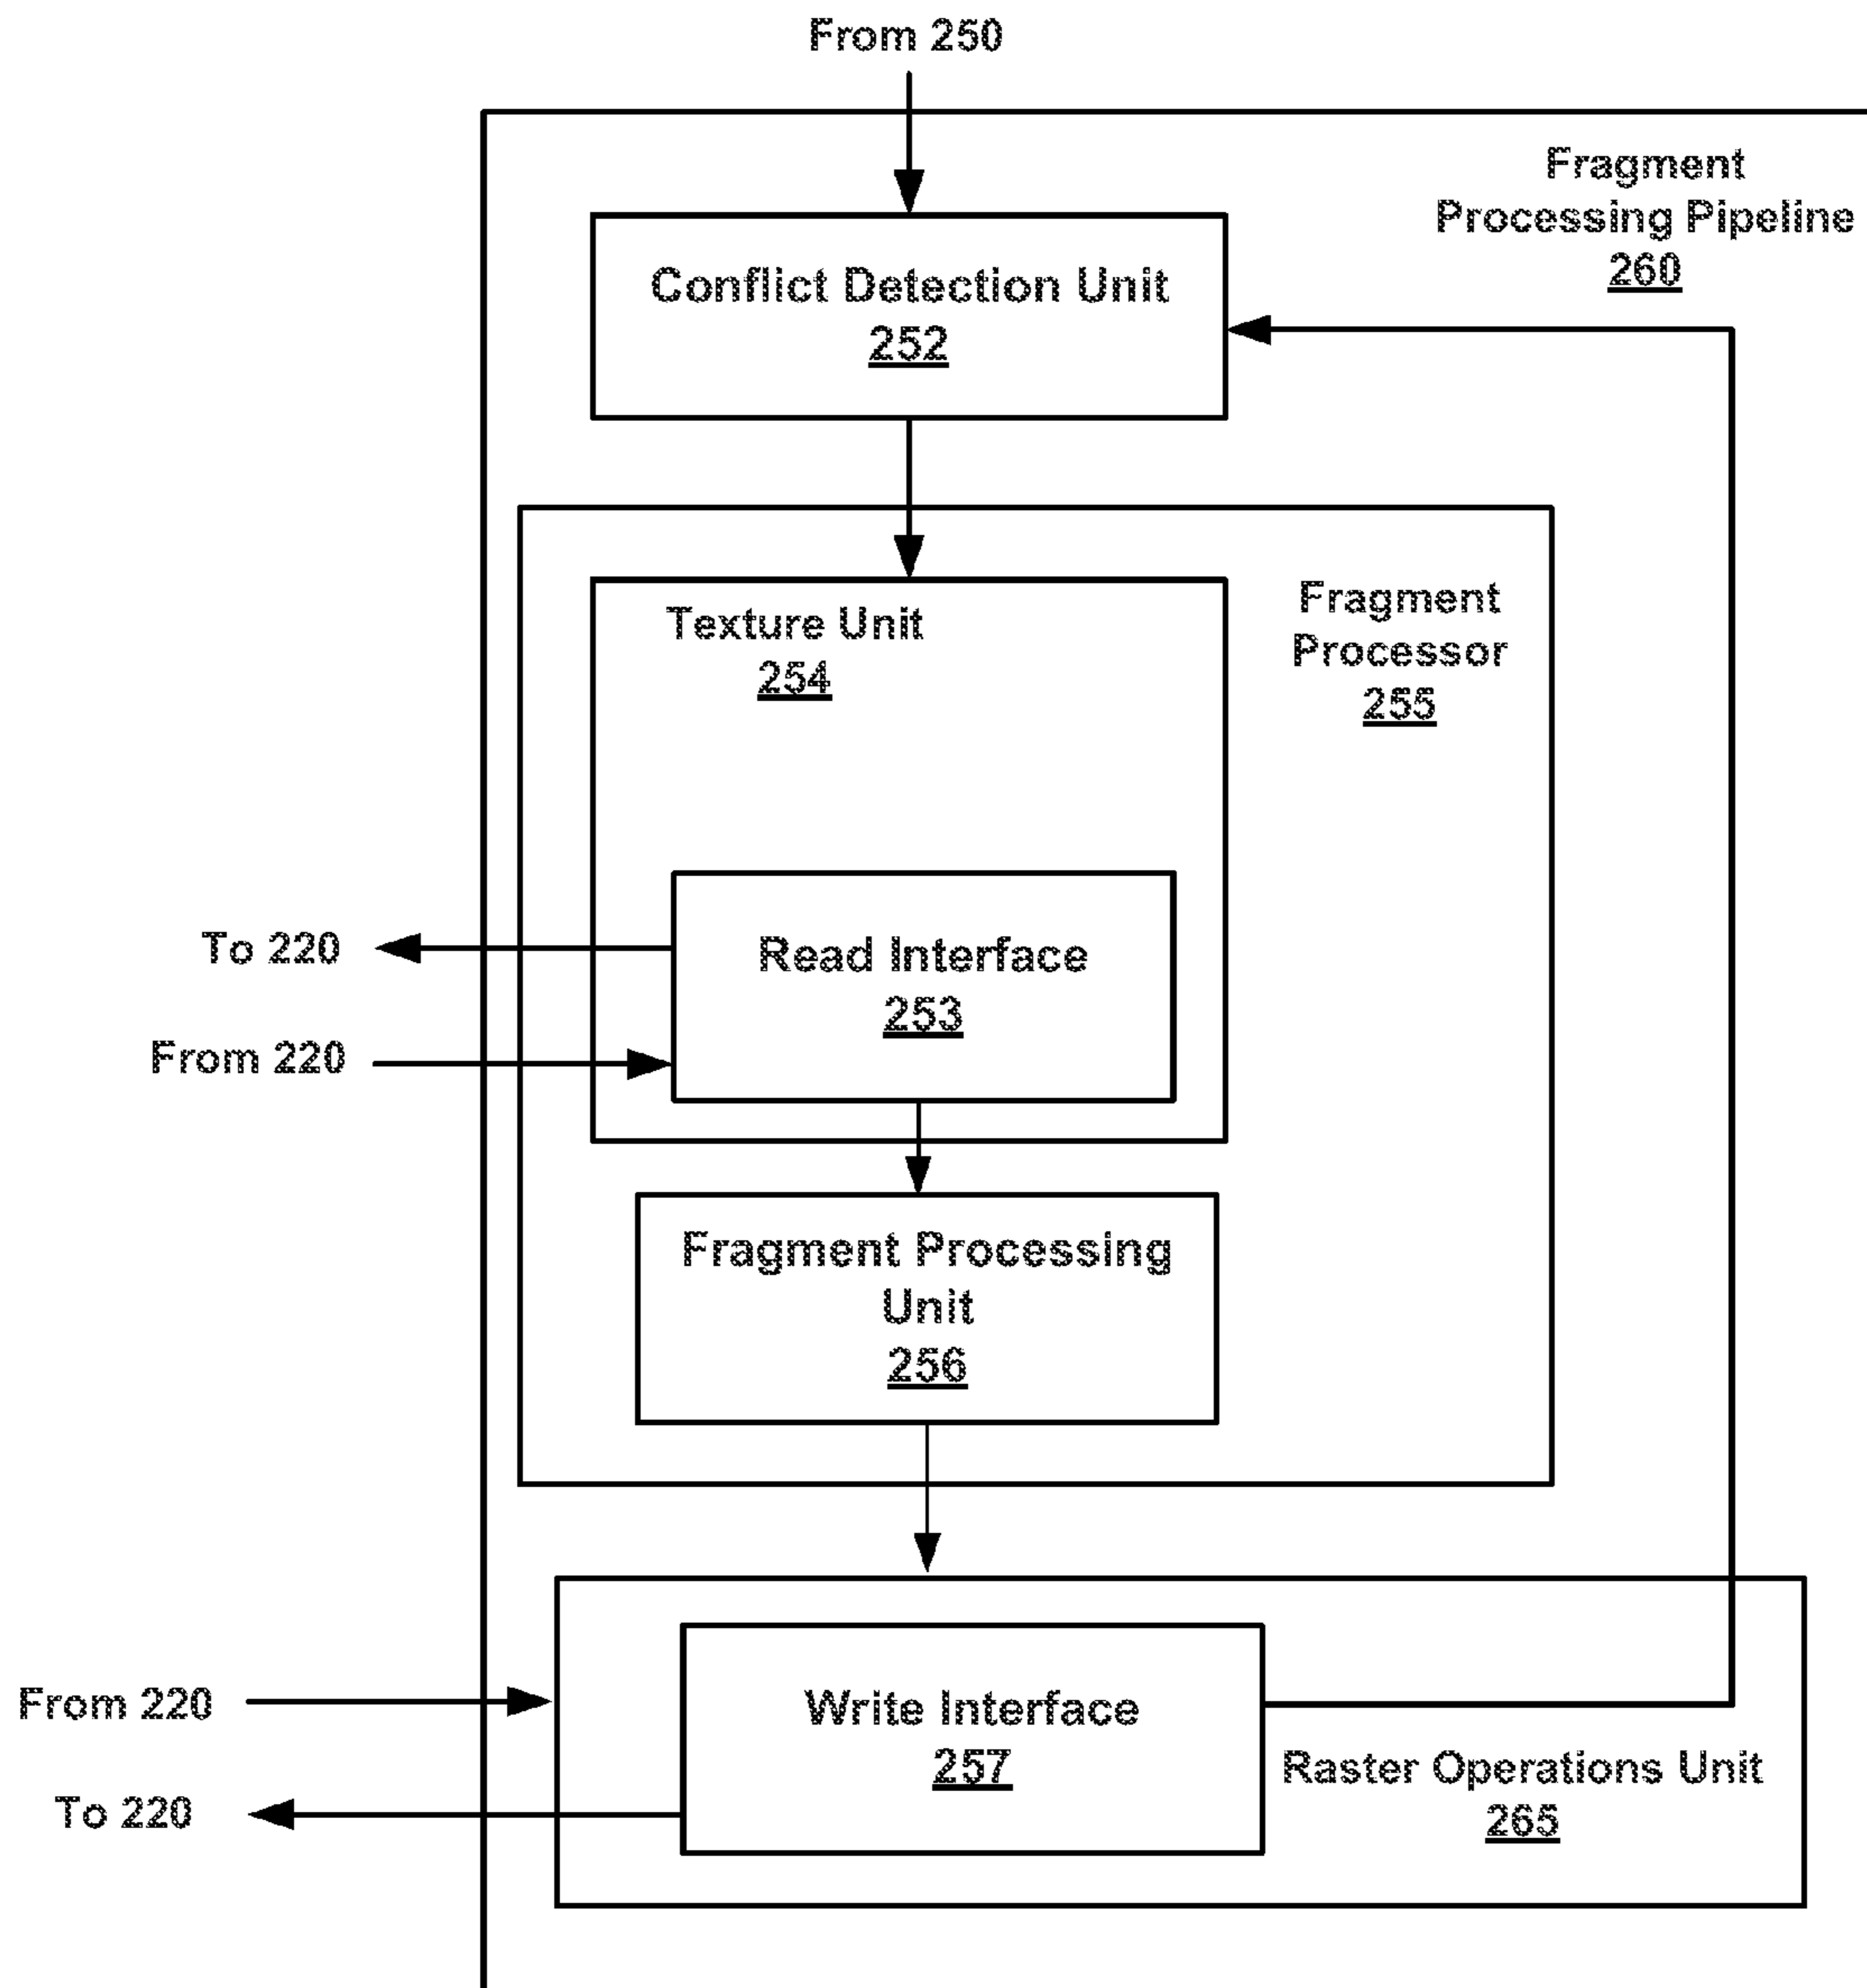 From 250
Fragment
Processing Pipeline
260
Conflict Detection Unit
252
Texture Unit
254
Fragment
Processor
255
To 220
Read Interface
253
From 220
Fragment Processing
Unit
256
From 220
Write Interface
257
Raster Operations Unit
265
To 220